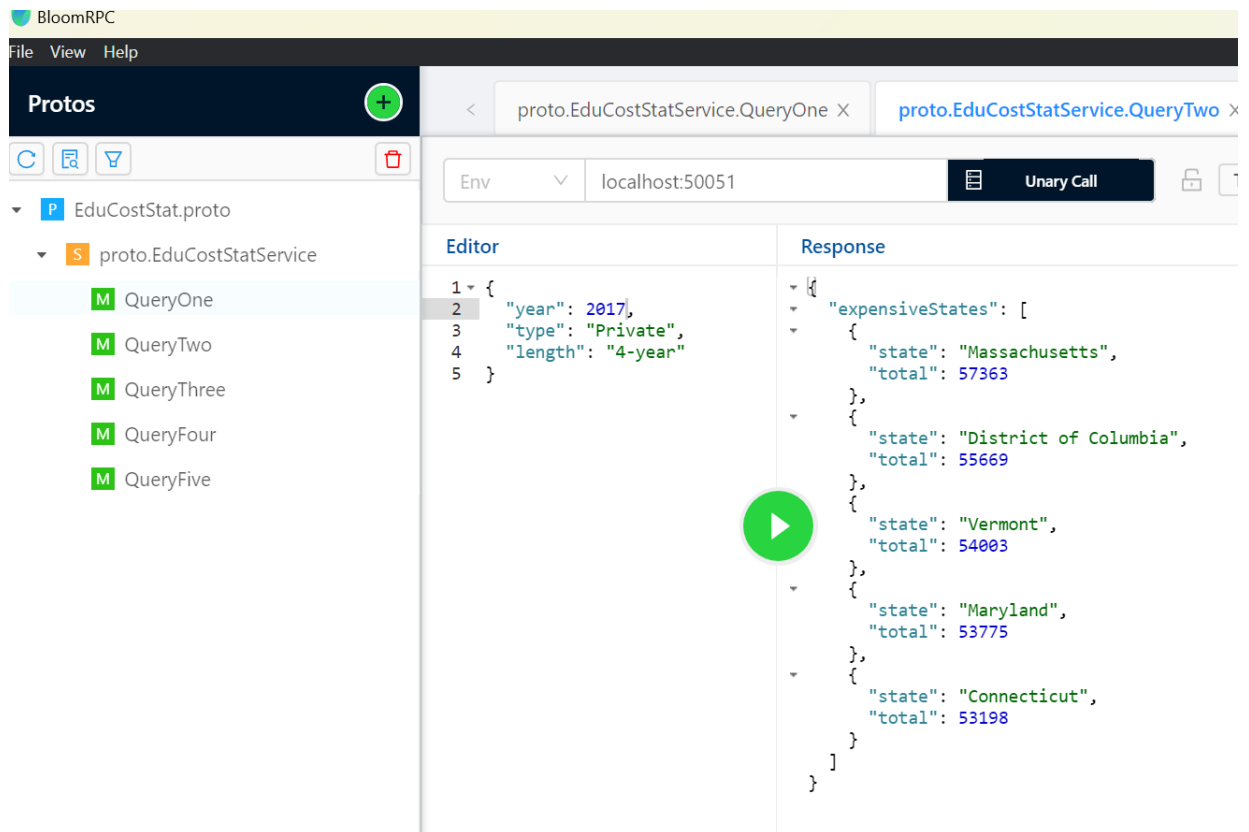 BloomRPC
File View Help
Protos
proto.EduCostStatService.QueryOne
proto.EduCostStatService.QueryTwo
Env
localhost:50051
Unary Call
P EduCostStat.proto
S proto.EduCostStatService
M QueryOne
M QueryTwo
M QueryThree
M QueryFour
M QueryFive
Editor
1 {
2 "year": 2017,
3 "type": "Private",
4 "length": "4-year"
5 }
Response
{
"expensiveStates": [
{
"state": "Massachusetts",
"total": 57363
},
{
"state": "District of Columbia",
"total": 55669
},
{
"state": "Vermont",
"total": 54003
},
{
"state": "Maryland",
"total": 53775
},
{
"state": "Connecticut",
"total": 53198
}
]
}